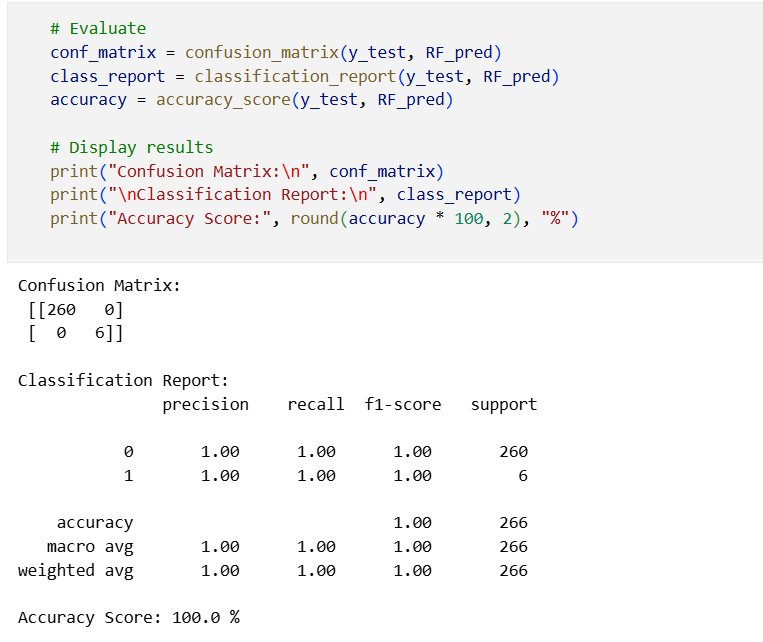 # Evaluate
conf_matrix = confusion_matrix(y_test, RF_pred)
class_report = classification_report(y_test, RF_pred)
accuracy = accuracy_score(y_test, RF_pred)
# Display results
print("Confusion Matrix:\n", conf_matrix)
print("\nClassification Report:\n", class_report)
print("Accuracy Score:", round(accuracy * 100, 2), "%")
Confusion Matrix:
[[260   0]
[  0   6]]
Classification Report:
precision    recall  f1-score   support
0       1.00      1.00      1.00       260
1       1.00      1.00      1.00         6
accuracy                           1.00       266
macro avg       1.00      1.00      1.00       266
weighted avg       1.00      1.00      1.00       266
Accuracy Score: 100.0 %